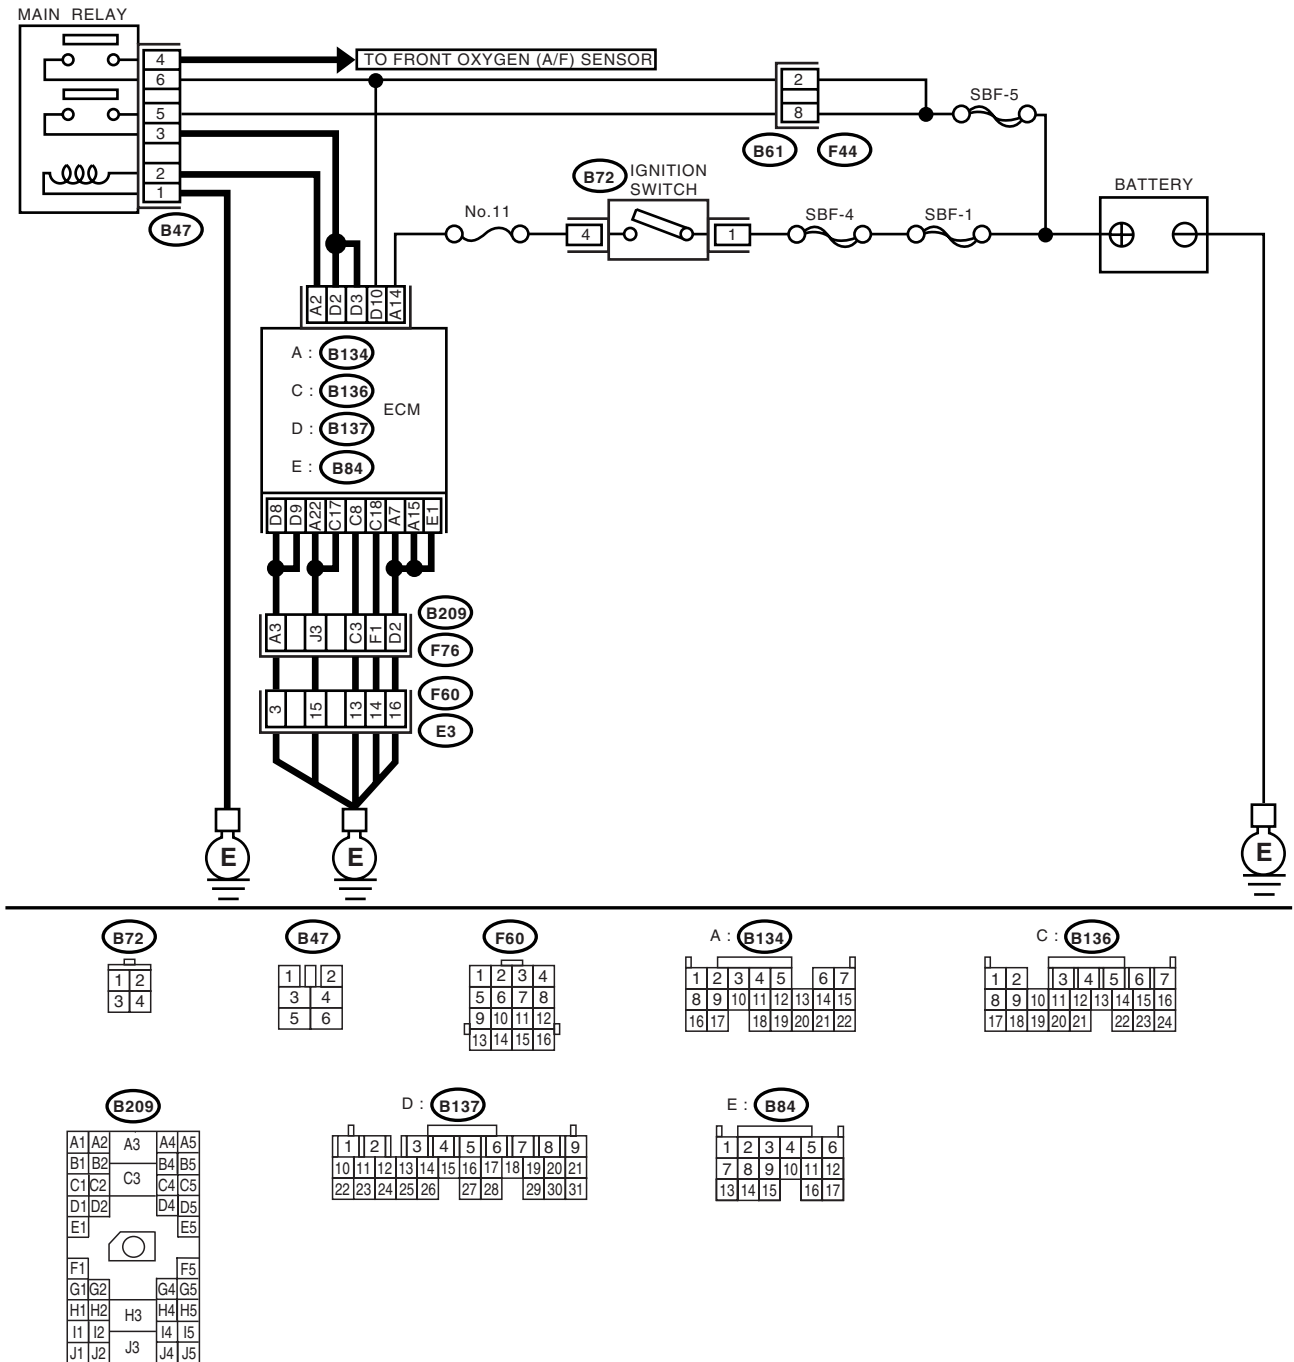 MAIN RELAY
4
TO FRONT OXYGEN (A/F) SENSOR
6
2
SBF-5
5
8
3
B61
F44
2
B72
IGNITION
SWITCH
BATTERY
1
B47
No.11
4
1
SBF-4
SBF-1
A2
D2
D3
D10
A14
A : B134
C : B136
ECM
D : B137
E : B84
D8
D9
A22
C17
C8
C18
A7
A15
E1
B209
A3
J3
C3
F1
D2
F76
F60
3
15
13
14
16
E3
E
E
E
B72
B47
F60
A : B134
C : B136
1 2
3 4
1 2
3 4
5 6
1 2 3 4
5 6 7 8
9 10 11 12
13 14 15 16
1 2 3 4 5 6 7
8 9 10 11 12 13 14 15
16 17 18 19 20 21 22
1 2 3 4 5 6 7
8 9 10 11 12 13 14 15 16
17 18 19 20 21 22 23 24
B209
D : B137
E : B84
A1 A2 A3 A4 A5
B1 B2 B4 B5
C1 C2 C3 C4 C5
D1 D2 D4 D5
E1 E5
F1 F5
G1 G2 G4 G5
H1 H2 H3 H4 H5
I1 I2 I4 I5
J1 J2 J3 J4 J5
1 2 3 4 5 6 7 8 9
10 11 12 13 14 15 16 17 18 19 20 21
22 23 24 25 26 27 28 29 30 31
1 2 3 4 5 6
7 8 9 10 11 12
13 14 15 16 17